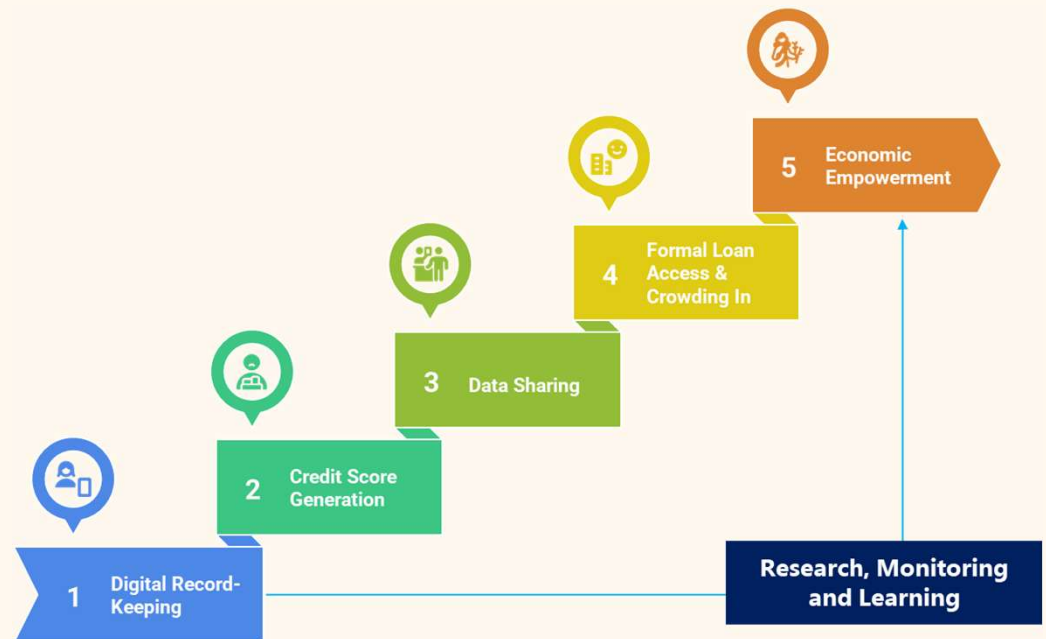 1
Digital Record-
Keeping
2
Credit Score
Generation
3
Data Sharing
4
Formal Loan
Access &
Crowding In
5
Economic
Empowerment
Research, Monitoring
and Learning